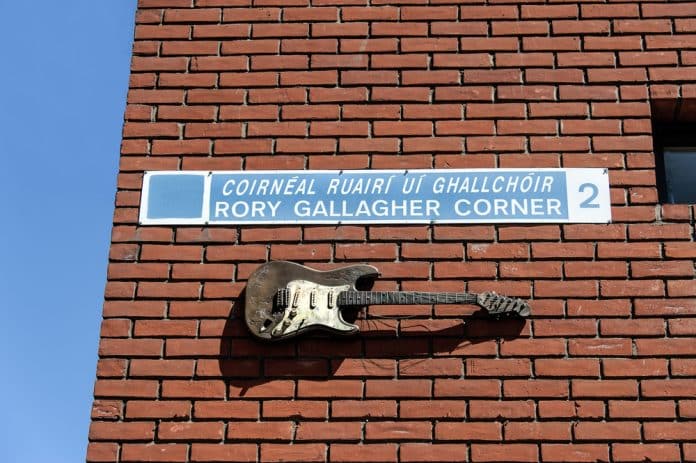 COIRNÉAL RUAIRÍ UÍ GHALLCHÓIR
RORY GALLAGHER CORNER
2